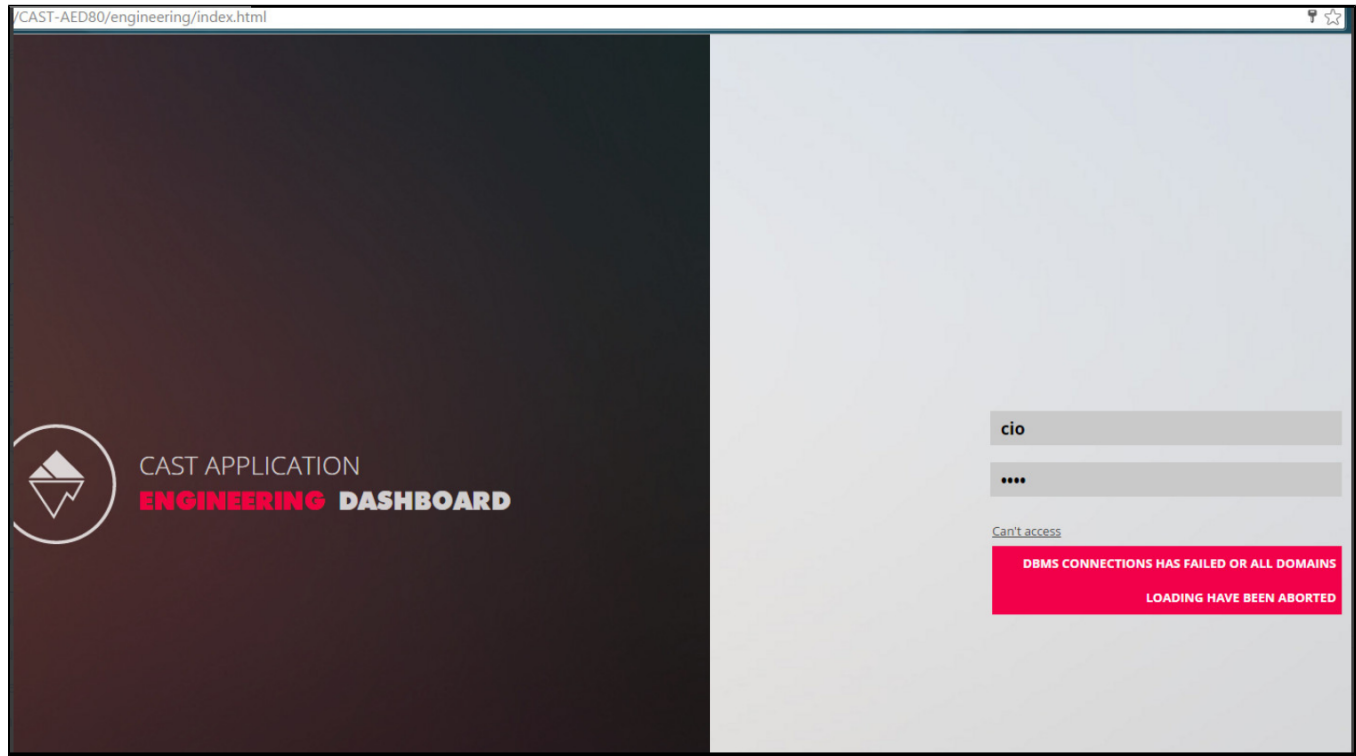 /CAST-AED80/engineering/index.html
CAST APPLICATION
ENGINEERING DASHBOARD
cio
••••
Can't access
DBMS CONNECTIONS HAS FAILED OR ALL DOMAINS
LOADING HAVE BEEN ABORTED